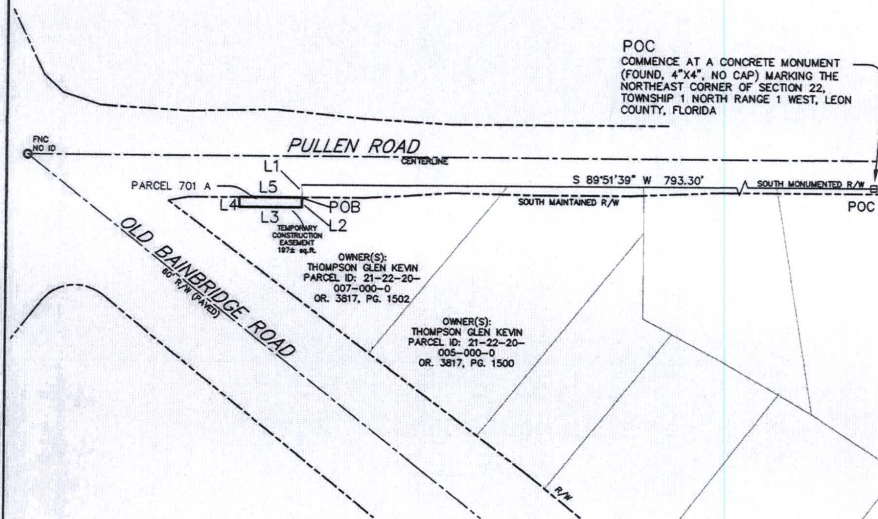 POC
COMMENCE AT A CONCRETE MONUMENT
(FOUND, 4"X4", NO CAP) MARKING THE
NORTHEAST CORNER OF SECTION 22,
TOWNSHIP 1 NORTH RANGE 1 WEST, LEON
COUNTY, FLORIDA
FNC
NO ID
PULLEN ROAD
CENTERLINE
L1
PARCEL 701 A
L5
S 89°51'39" W 793.30'
SOUTH MONUMENTED R/W
L4
L3
POB
L2
SOUTH MAINTAINED R/W
POC
TEMPORARY
CONSTRUCTION
EASEMENT
197± sq.ft.
OLD BAINBRIDGE ROAD
60' R/W (PAVED)
OWNER(S):
THOMPSON GLEN KEVIN
PARCEL ID: 21-22-20-
007-000-0
OR. 3817, PG. 1502
OWNER(S):
THOMPSON GLEN KEVIN
PARCEL ID: 21-22-20-
005-000-0
OR. 3817, PG. 1500
R/W